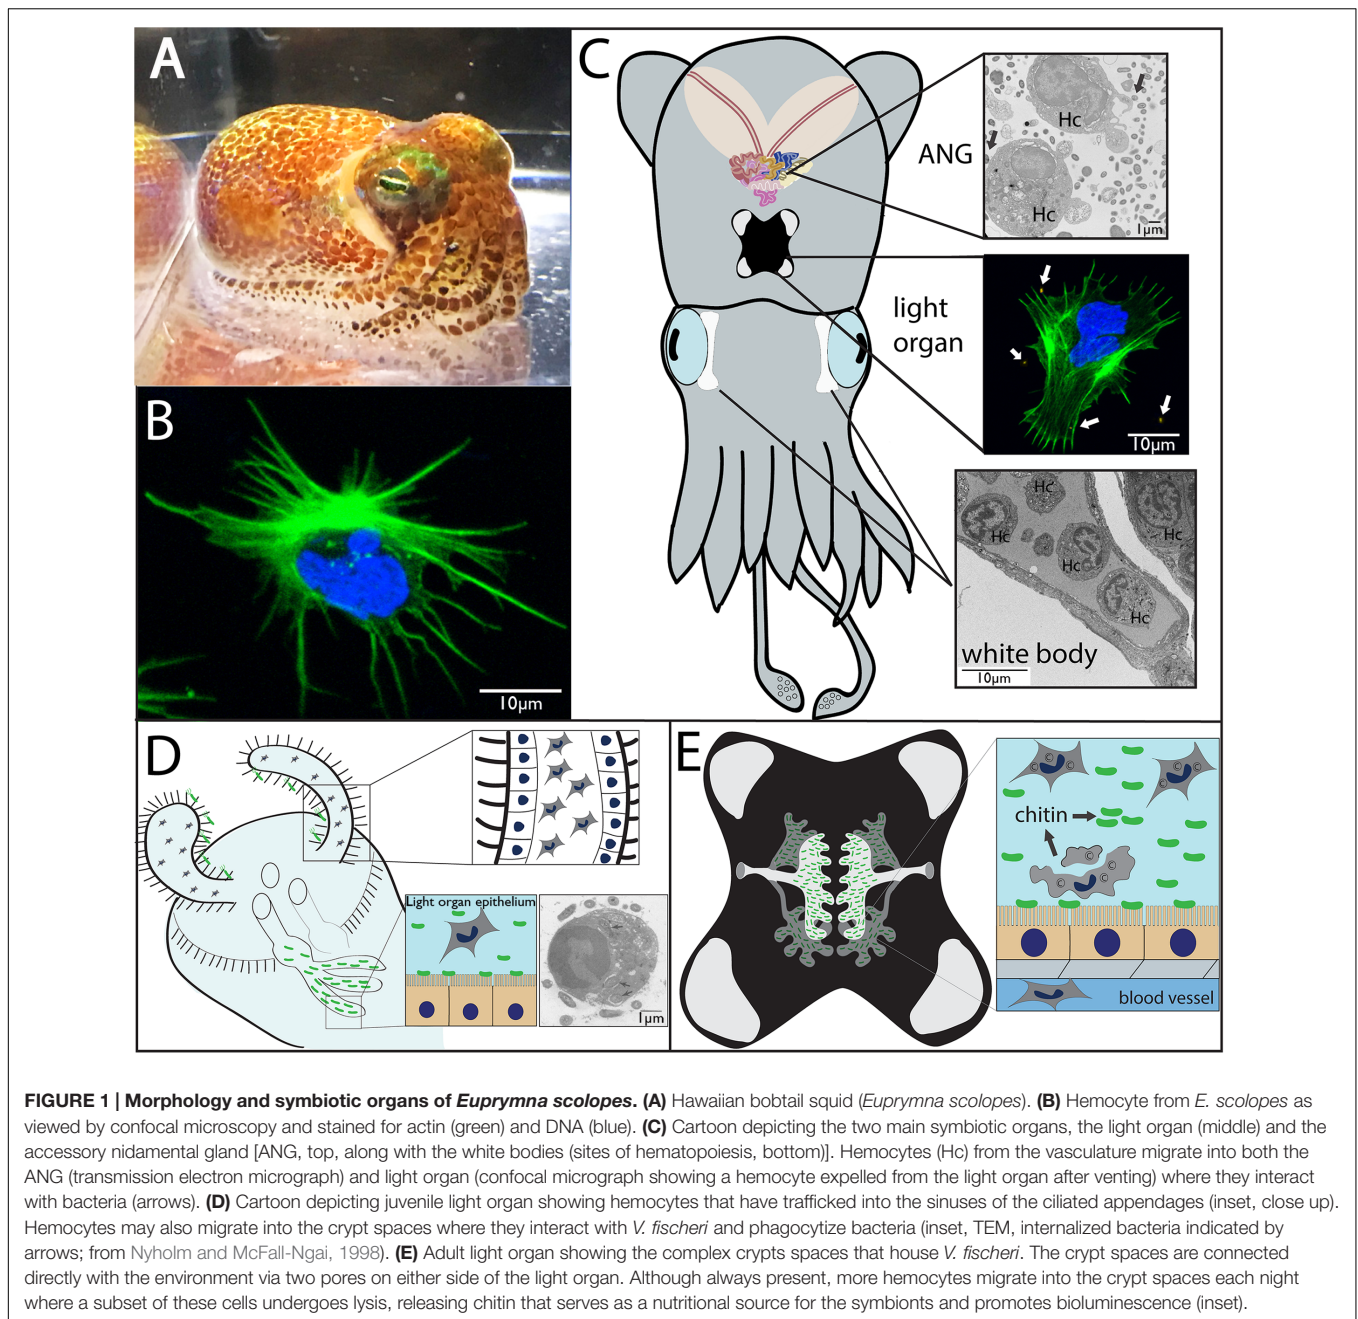 A
B
10μm
C
ANG
Hc
Hc
1μm
light
organ
10μm
Hc
Hc
Hc
Hc
Hc
white body
10μm
D
Light organ epithelium
1μm
E
C
C
C
C
chitin
C
C
C
blood vessel
FIGURE 1 | Morphology and symbiotic organs of Euprymna scolopes. (A) Hawaiian bobtail squid (Euprymna scolopes). (B) Hemocyte from E. scolopes as
viewed by confocal microscopy and stained for actin (green) and DNA (blue). (C) Cartoon depicting the two main symbiotic organs, the light organ (middle) and the
accessory nidamental gland [ANG, top, along with the white bodies (sites of hematopoiesis, bottom)]. Hemocytes (Hc) from the vasculature migrate into both the
ANG (transmission electron micrograph) and light organ (confocal micrograph showing a hemocyte expelled from the light organ after venting) where they interact
with bacteria (arrows). (D) Cartoon depicting juvenile light organ showing hemocytes that have trafficked into the sinuses of the ciliated appendages (inset, close up).
Hemocytes may also migrate into the crypt spaces where they interact with V. fischeri and phagocytize bacteria (inset, TEM, internalized bacteria indicated by
arrows; from Nyholm and McFall-Ngai, 1998). (E) Adult light organ showing the complex crypts spaces that house V. fischeri. The crypt spaces are connected
directly with the environment via two pores on either side of the light organ. Although always present, more hemocytes migrate into the crypt spaces each night
where a subset of these cells undergoes lysis, releasing chitin that serves as a nutritional source for the symbionts and promotes bioluminescence (inset).